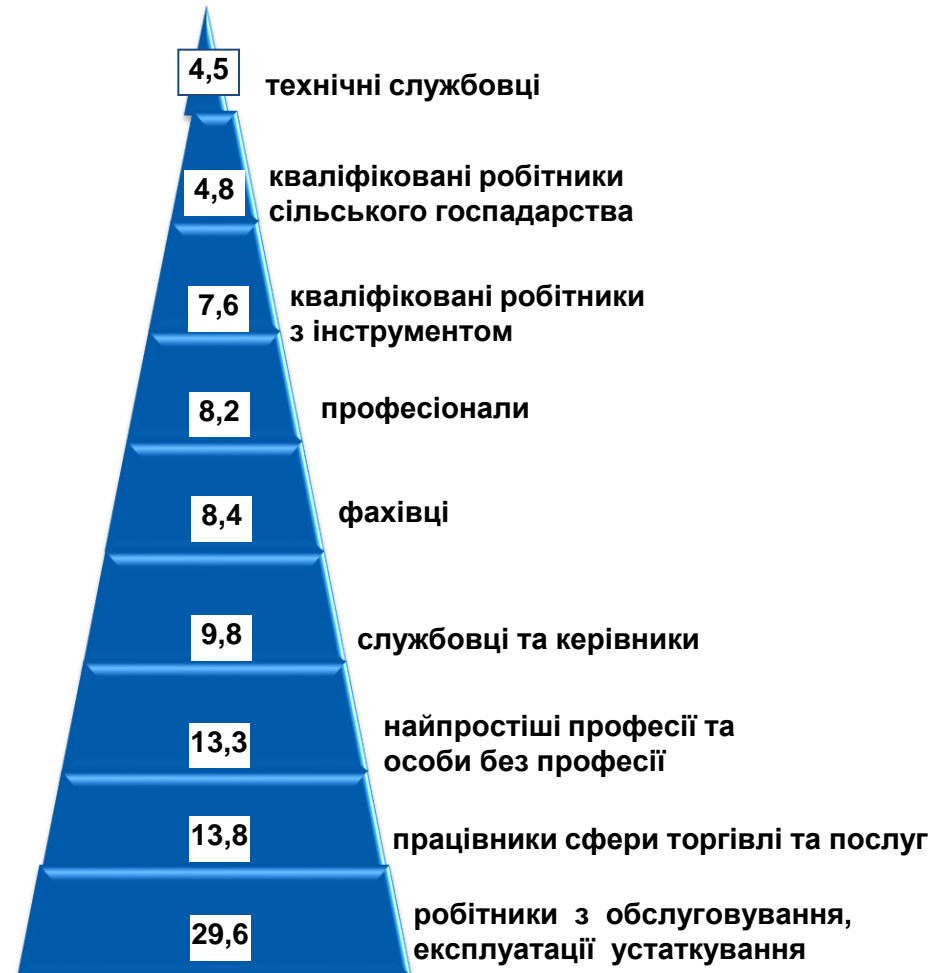 4,5
технічні службовці
4,8
кваліфіковані робітники
сільського госпадарства
7,6
кваліфіковані робітники
з інструментом
8,2
професіонали
8,4
фахівці
9,8
службовці та керівники
13,3
найпростіші професії та
особи без професії
13,8
працівники сфери торгівлі та послуг
29,6
робітники з обслуговування,
експлуатації устаткування